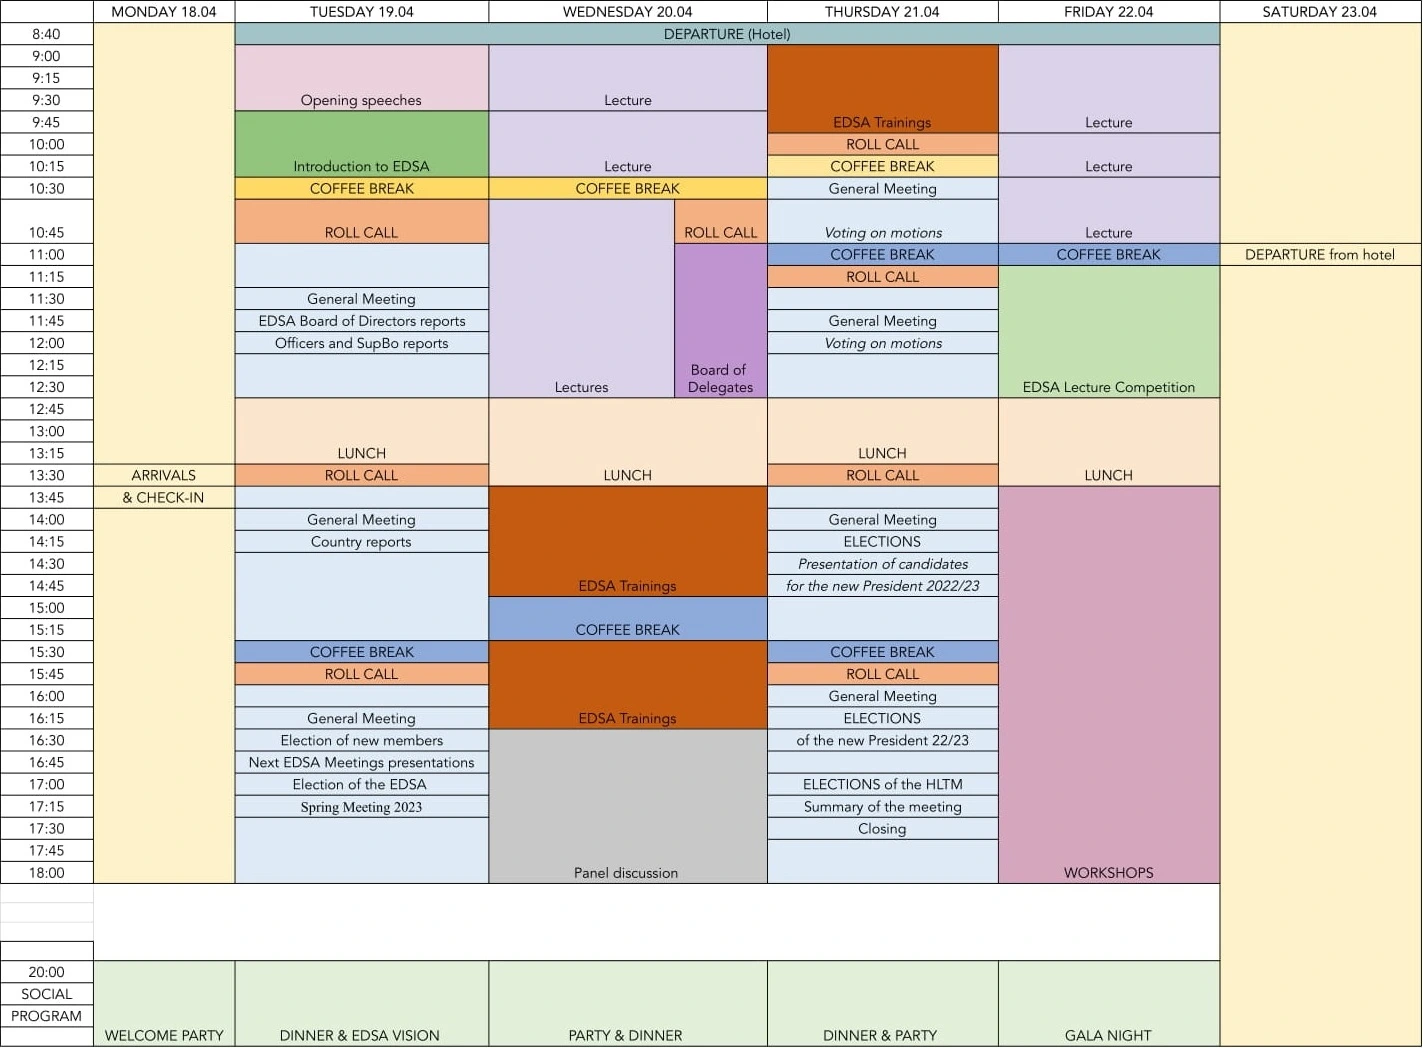 MONDAY 18.04 TUESDAY 19.04 WEDNESDAY 20.04 THURSDAY 21.04 FRIDAY 22.04 SATURDAY 23.04
8:40 DEPARTURE (Hotel)
9:00
9:15
9:30 Opening speeches Lecture
9:45 EDSA Trainings Lecture
10:00 ROLL CALL
10:15 Introduction to EDSA Lecture COFFEE BREAK Lecture
10:30 COFFEE BREAK COFFEE BREAK General Meeting
10:45 ROLL CALL ROLL CALL Voting on motions Lecture
11:00 COFFEE BREAK COFFEE BREAK DEPARTURE from hotel
11:15 ROLL CALL
11:30 General Meeting
11:45 EDSA Board of Directors reports General Meeting
12:00 Officers and SupBo reports Voting on motions
12:15 Board of
12:30 Lectures Delegates EDSA Lecture Competition
12:45
13:00
13:15 LUNCH LUNCH
13:30 ARRIVALS ROLL CALL LUNCH ROLL CALL LUNCH
13:45 & CHECK-IN
14:00 General Meeting General Meeting
14:15 Country reports ELECTIONS
14:30 Presentation of candidates
14:45 EDSA Trainings for the new President 2022/23
15:00
15:15 COFFEE BREAK
15:30 COFFEE BREAK COFFEE BREAK
15:45 ROLL CALL ROLL CALL
16:00 General Meeting
16:15 General Meeting EDSA Trainings ELECTIONS
16:30 Election of new members of the new President 22/23
16:45 Next EDSA Meetings presentations
17:00 Election of the EDSA ELECTIONS of the HLTM
17:15 Spring Meeting 2023 Summary of the meeting
17:30 Closing
17:45
18:00 Panel discussion WORKSHOPS
20:00
SOCIAL
PROGRAM
WELCOME PARTY DINNER & EDSA VISION PARTY & DINNER DINNER & PARTY GALA NIGHT